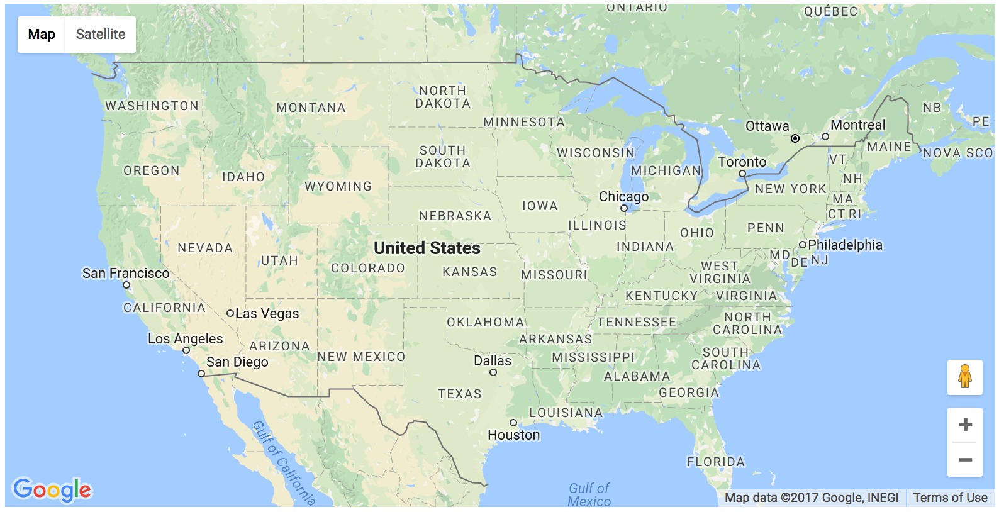 ONTARIO
QUÉBEC
Map
Satellite
WASHINGTON
MONTANA
NORTH
DAKOTA
MINNESOTA
NB
PE
Ottawa
Montreal
MAINE
NOVA SCO
OREGON
IDAHO
WYOMING
SOUTH
DAKOTA
WISCONSIN
MICHIGAN
Toronto
VT
NH
NEW YORK
MA
CT RI
Chicago
IOWA
NEBRASKA
ILLINOIS
INDIANA
OHIO
PENN
Philadelphia
NEVADA
UTAH
United States
COLORADO
KANSAS
MISSOURI
WEST
VIRGINIA
MD
DE
NJ
San Francisco
CALIFORNIA
Las Vegas
KENTUCKY
VIRGINIA
Los Angeles
ARIZONA
NEW MEXICO
OKLAHOMA
TENNESSEE
NORTH
CAROLINA
ARKANSAS
San Diego
Dallas
MISSISSIPPI
SOUTH
CAROLINA
ALABAMA
TEXAS
GEORGIA
LOUISIANA
Houston
Gulf of California
FLORIDA
Gulf of
Mexico
Google
Map data ©2017 Google, INEGI
Terms of Use